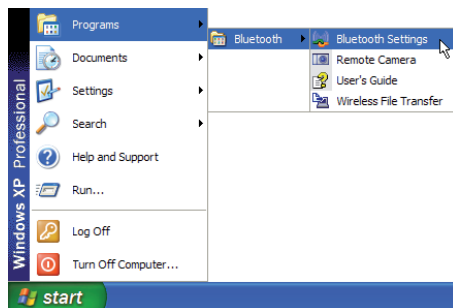 Windows XP Professional
Programs
Documents
Settings
Search
Help and Support
Run...
Log Off
Turn Off Computer...
Bluetooth
Bluetooth Settings
Remote Camera
User's Guide
Wireless File Transfer
start